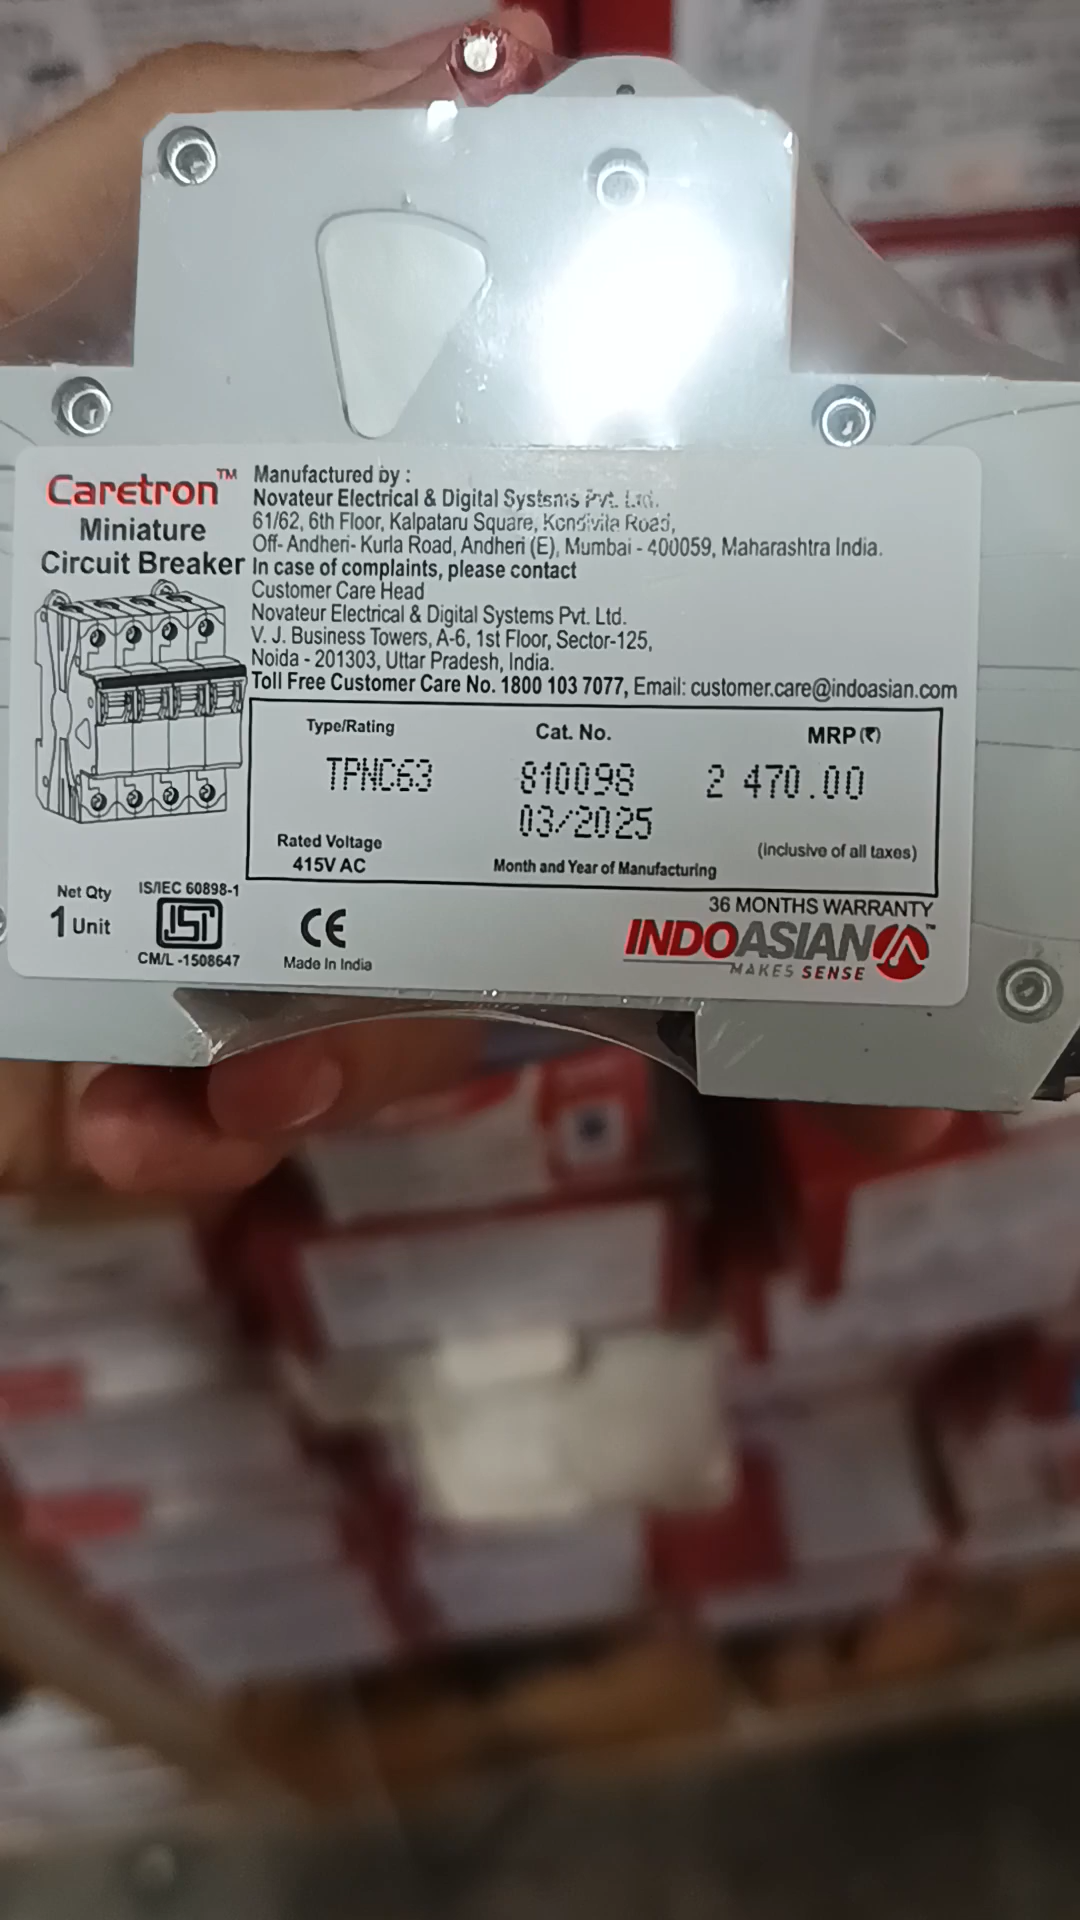 Caretron™
Miniature
Circuit Breaker
Manufactured by :
Novateur Electrical & Digital Systems Pvt. Ltd.
61/62, 6th Floor, Kalpataru Square, Kondivila Road,
Off- Andheri- Kurla Road, Andheri (E), Mumbai - 400059, Maharashtra India.
In case of complaints, please contact
Customer Care Head
Novateur Electrical & Digital Systems Pvt. Ltd.
V. J. Business Towers, A-6, 1st Floor, Sector-125,
Noida - 201303, Uttar Pradesh, India.
Toll Free Customer Care No. 1800 103 7077, Email: customer.care@indoasian.com
Type/Rating Cat. No. MRP (₹)
TPNC63 810098 2 470.00
03/2025
Rated Voltage (inclusive of all taxes)
415V AC Month and Year of Manufacturing
Net Qty IS/IEC 60898-1 36 MONTHS WARRANTY
1 Unit ISI CE INDOASIAN™
CM/L -1508647 Made In India MAKES SENSE